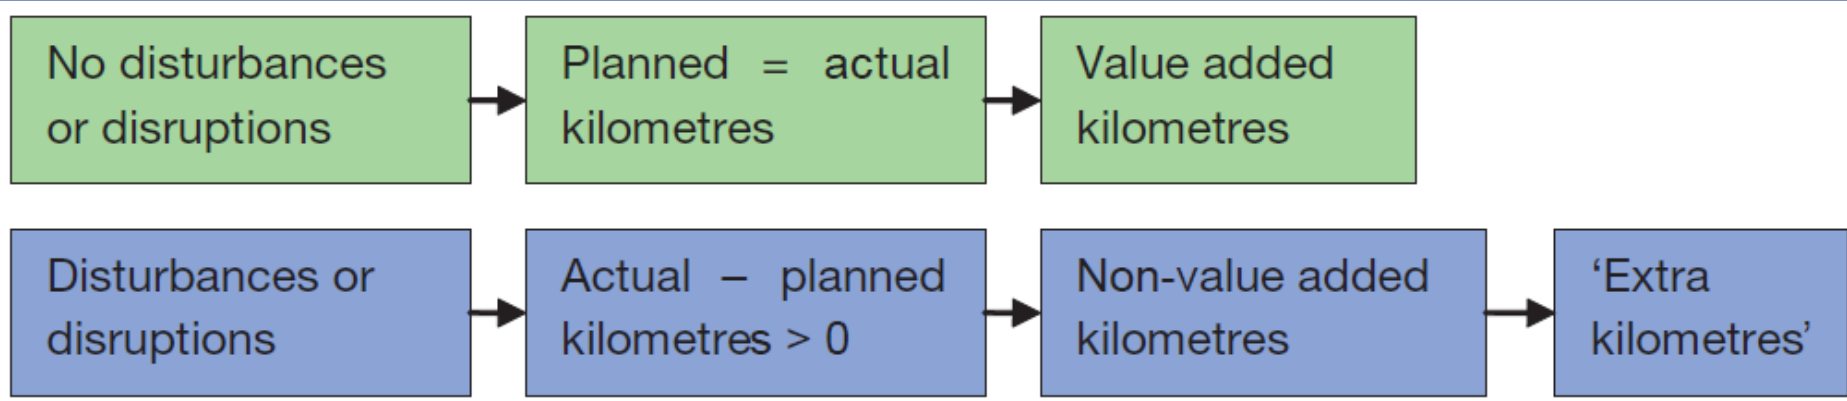 No disturbances
or disruptions
Planned = actual
kilometres
Value added
kilometres
Disturbances or
disruptions
Actual – planned
kilometres > 0
Non-value added
kilometres
‘Extra
kilometres’